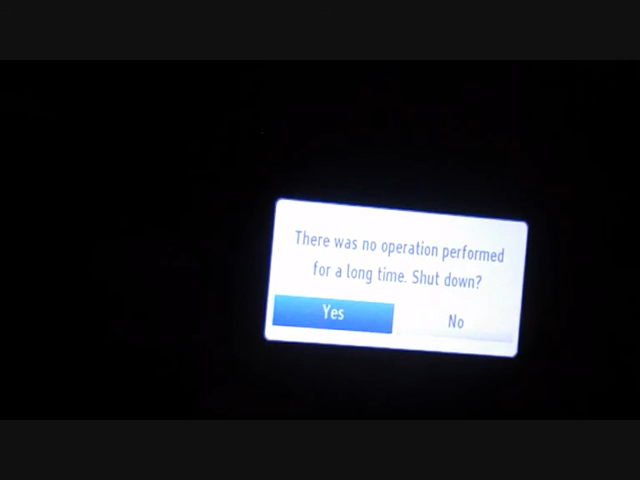 There was no operation performed
for a long time. Shut down?
Yes
No